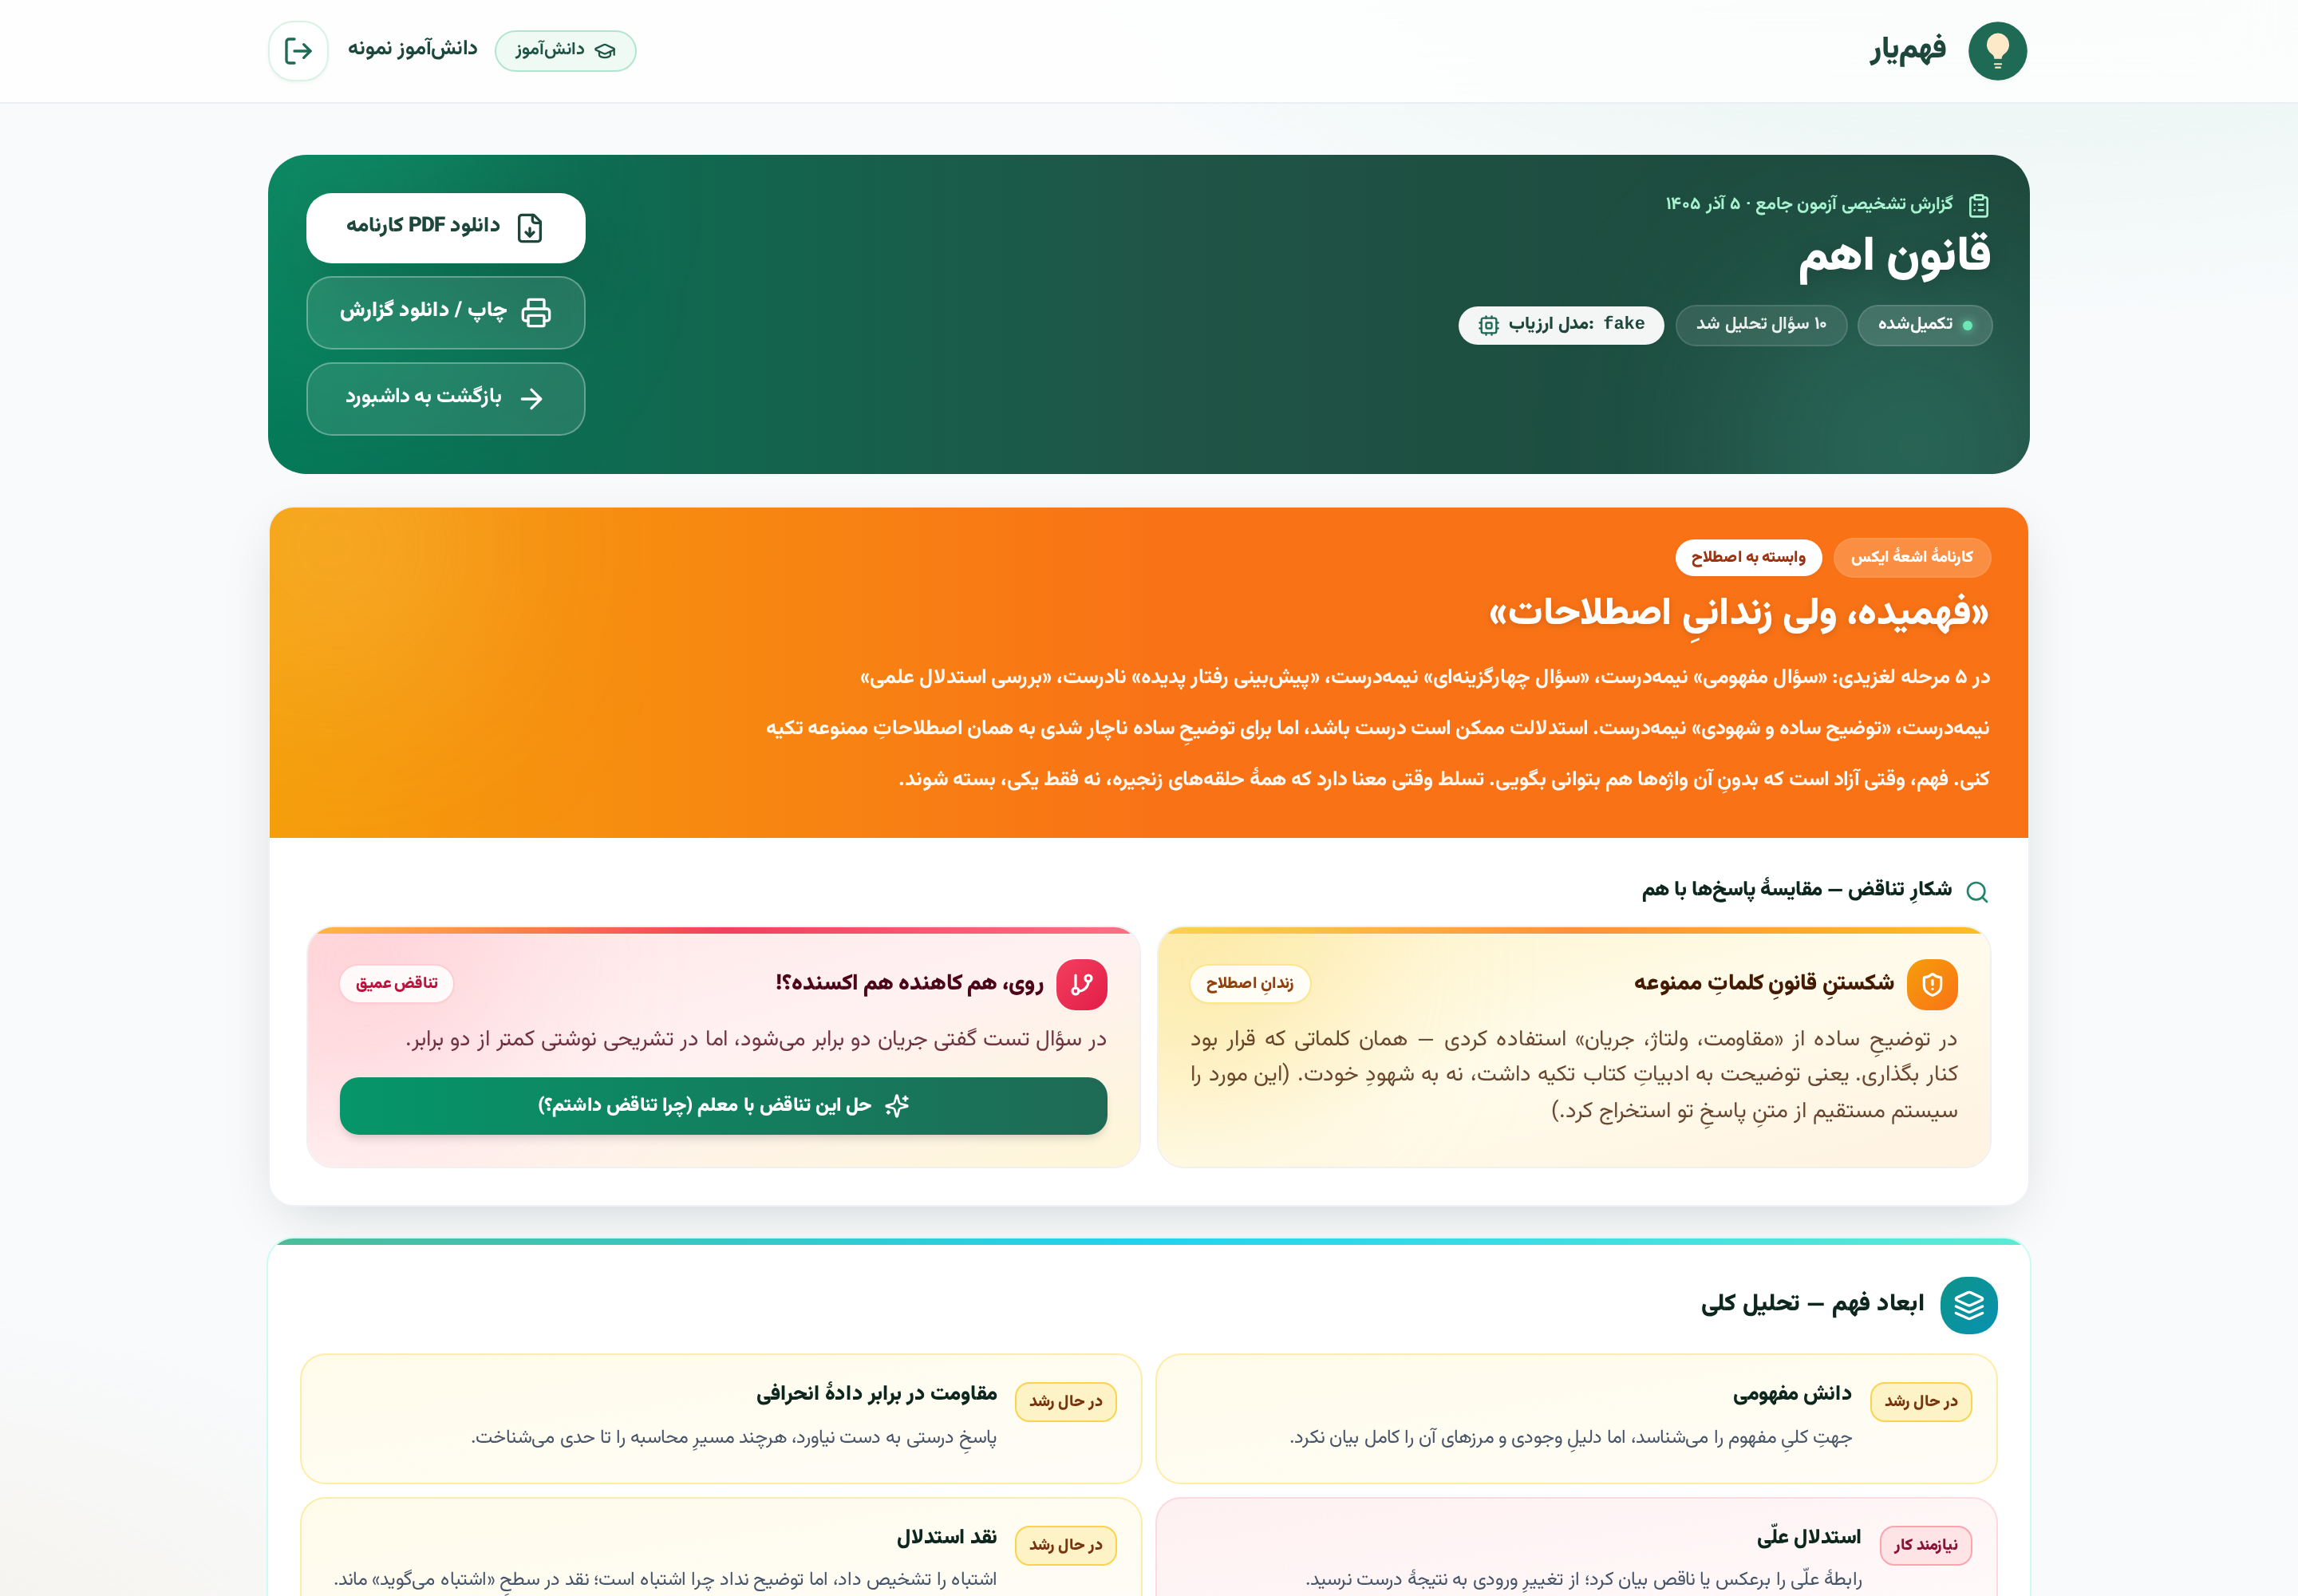 فهم‌یار
دانش‌آموز
دانش‌آموز نمونه
گزارش تشخیصی آزمون جامع · ۵ آذر ۱۴۰۵
قانون اهم
تکمیل‌شده
۱۰ سؤال تحلیل شد
مدل ارزیاب: fake
دانلود PDF کارنامه
چاپ / دانلود گزارش
بازگشت به داشبورد
کارنامهٔ اشعهٔ ایکس
وابسته به اصطلاح
«فهمیده، ولی زندانیِ اصطلاحات»
در ۵ مرحله لغزیدی: «سؤال مفهومی» نیمه‌درست، «سؤال چهارگزینه‌ای» نیمه‌درست، «پیش‌بینی رفتار پدیده» نادرست، «بررسی استدلال علمی»
نیمه‌درست، «توضیح ساده و شهودی» نیمه‌درست. استدلالت ممکن است درست باشد، اما برای توضیحِ ساده ناچار شدی به همان اصطلاحاتِ ممنوعه تکیه
کنی. فهم، وقتی آزاد است که بدونِ آن واژه‌ها هم بتوانی بگویی. تسلط وقتی معنا دارد که همهٔ حلقه‌های زنجیره، نه فقط یکی، بسته شوند.
شکارِ تناقض — مقایسهٔ پاسخ‌ها با هم
شکستنِ قانونِ کلماتِ ممنوعه
زندانِ اصطلاح
در توضیحِ ساده از «مقاومت، ولتاژ، جریان» استفاده کردی — همان کلماتی که قرار بود
کنار بگذاری. یعنی توضیحت به ادبیاتِ کتاب تکیه داشت، نه به شهودِ خودت. (این مورد را
سیستم مستقیم از متنِ پاسخِ تو استخراج کرد.)
روی، هم کاهنده هم اکسنده؟!
تناقض عمیق
در سؤال تست گفتی جریان دو برابر می‌شود، اما در تشریحی نوشتی کمتر از دو برابر.
حل این تناقض با معلم (چرا تناقض داشتم؟)
ابعاد فهم — تحلیل کلی
دانش مفهومی
در حال رشد
جهتِ کلیِ مفهوم را می‌شناسد، اما دلیلِ وجودی و مرزهای آن را کامل بیان نکرد.
مقاومت در برابر دادهٔ انحرافی
در حال رشد
پاسخِ درستی به دست نیاورد، هرچند مسیرِ محاسبه را تا حدی می‌شناخت.
استدلال علّی
نیازمند کار
رابطهٔ علّی را برعکس یا ناقص بیان کرد؛ از تغییرِ ورودی به نتیجهٔ درست نرسید.
نقد استدلال
در حال رشد
اشتباه را تشخیص داد، اما توضیح نداد چرا اشتباه است؛ نقد در سطحِ «اشتباه می‌گوید» ماند.